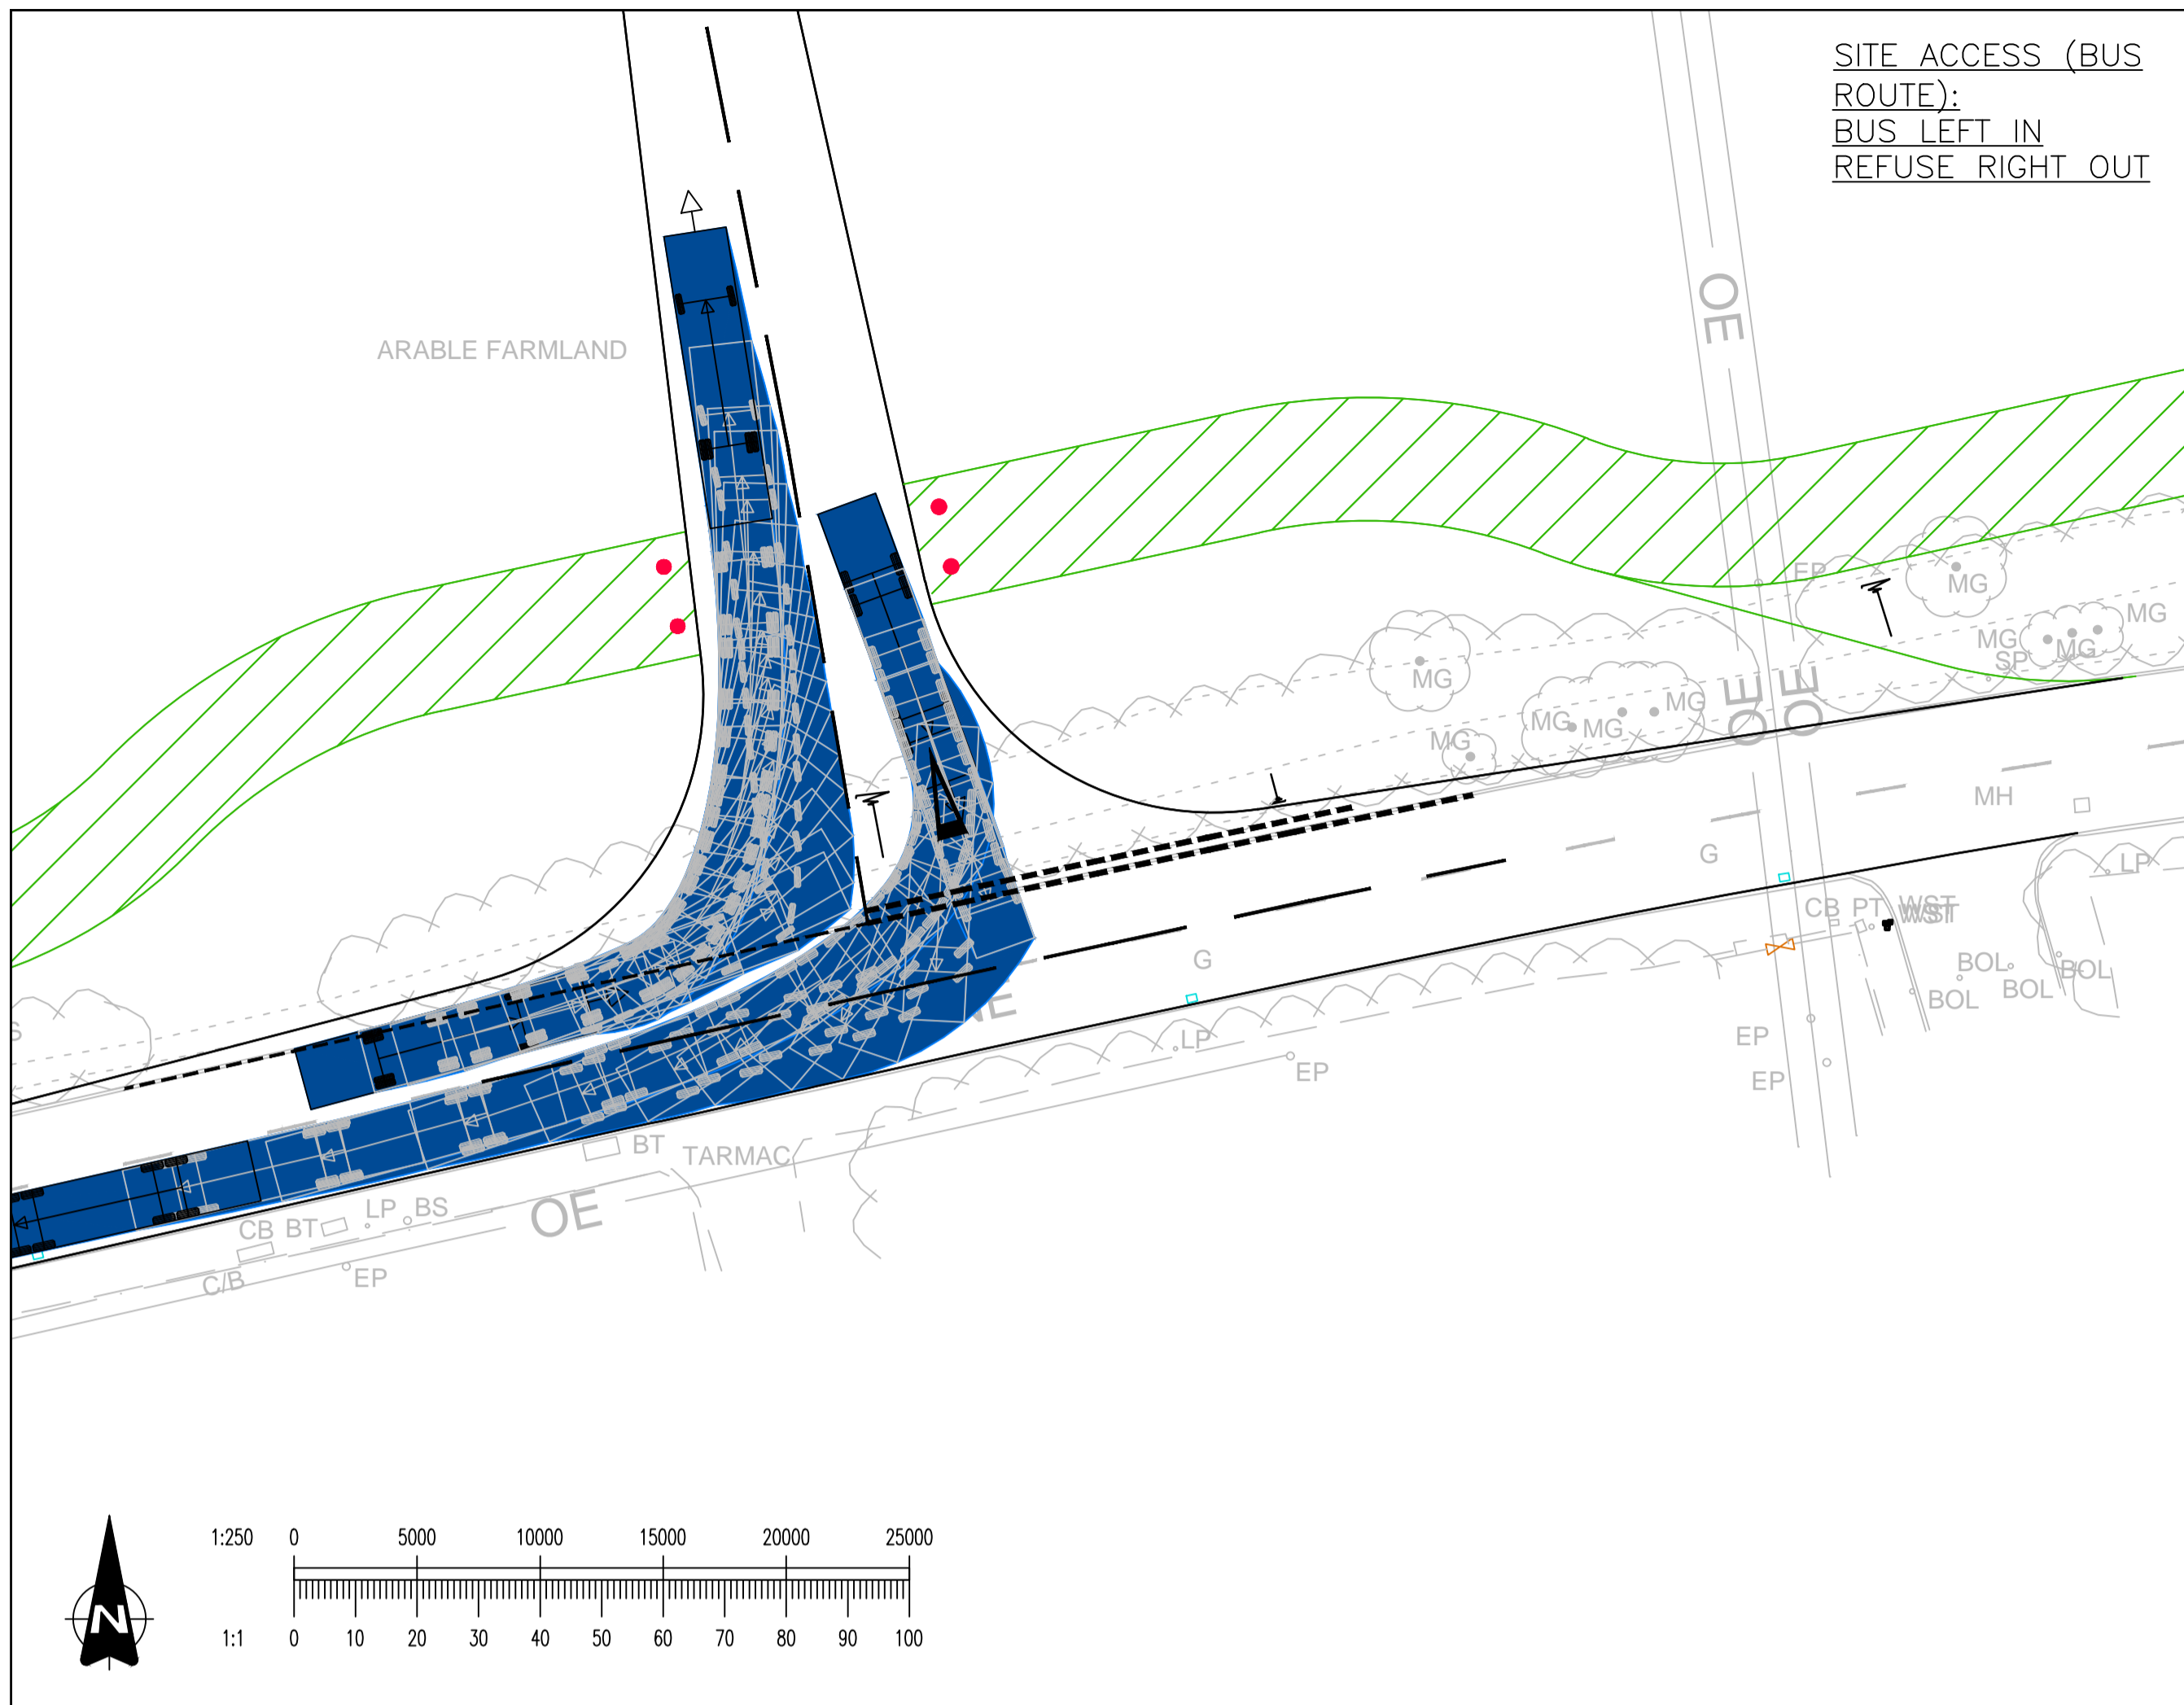 SITE ACCESS (BUS
ROUTE):
BUS LEFT IN
REFUSE RIGHT OUT
OE
ARABLE FARMLAND
EP
MG
MG
MG
MG
SP
MG
MG
MG
MG
MG
MG
OE
OE
MH
G
LP
CB PT
WST
WST
G
NE
BOL
BOL
BOL
BOL
S
LP
EP
EP
EP
BT
TARMAC
LP
BS
OE
CB
BT
C/B
EP
1:250
0
5000
10000
15000
20000
25000
N
1:1
0
10
20
30
40
50
60
70
80
90
100